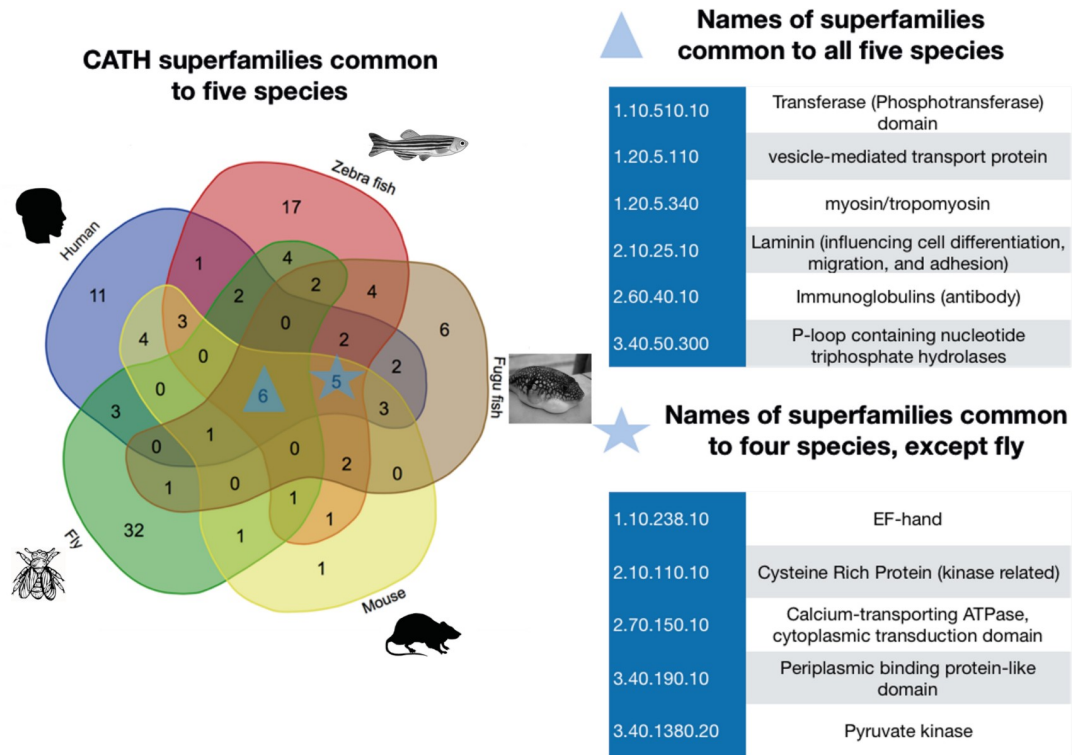 CATH superfamilies common
to five species
Zebra fish
Human
Fugu fish
Fly
Mouse
17
1
4
11
2
2
4
6
3
4
0
2
2
0
5
6
0
3
3
1
0
0
2
0
1
0
1
32
1
1
1
1
Names of superfamilies
common to all five species
1.10.510.10
Transferase (Phosphotransferase)
domain
1.20.5.110
vesicle-mediated transport protein
1.20.5.340
myosin/tropomyosin
2.10.25.10
Laminin (influencing cell differentiation,
migration, and adhesion)
2.60.40.10
Immunoglobulins (antibody)
3.40.50.300
P-loop containing nucleotide
triphosphate hydrolases
Names of superfamilies common
to four species, except fly
1.10.238.10
EF-hand
2.10.110.10
Cysteine Rich Protein (kinase related)
2.70.150.10
Calcium-transporting ATPase,
cytoplasmic transduction domain
3.40.190.10
Periplasmic binding protein-like
domain
3.40.1380.20
Pyruvate kinase